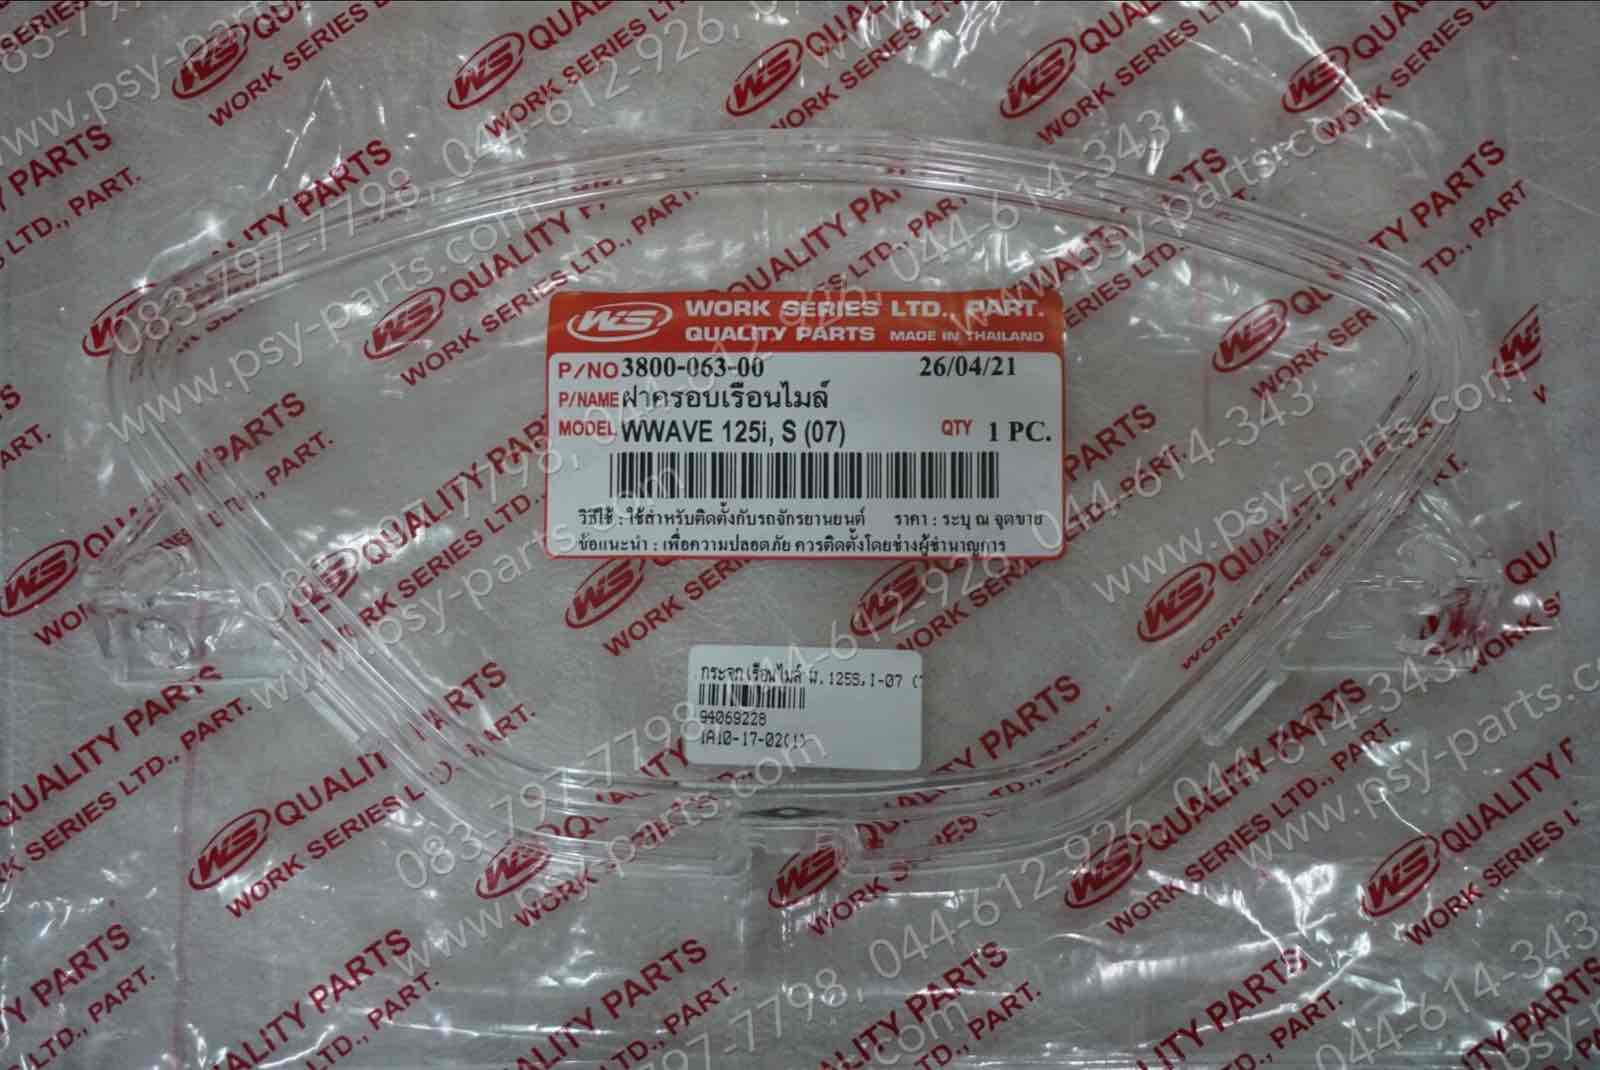 WS WORK SERIES LTD., PART.
QUALITY PARTS MADE IN THAILAND
P/NO 3800-063-00 26/04/21
P/NAME ฝาครอบเรือนไมล์
MODEL WWAVE 125i, S (07) QTY 1 PC.
วิธีใช้ : ใช้สำหรับติดตั้งกับรถจักรยานยนต์ ราคา : ระบุ ณ จุดขาย
ข้อแนะนำ : เพื่อความปลอดภัย ควรติดตั้งโดยช่างผู้ชำนาญการ
กระจกเรือนไมล์ W.125S,I-07
94069228
1A10-17-02(1)
WS QUALITY PARTS
WORK SERIES LTD., PART.
083-797-7798, 044-612-926, 044-614-343
www.psy-parts.com